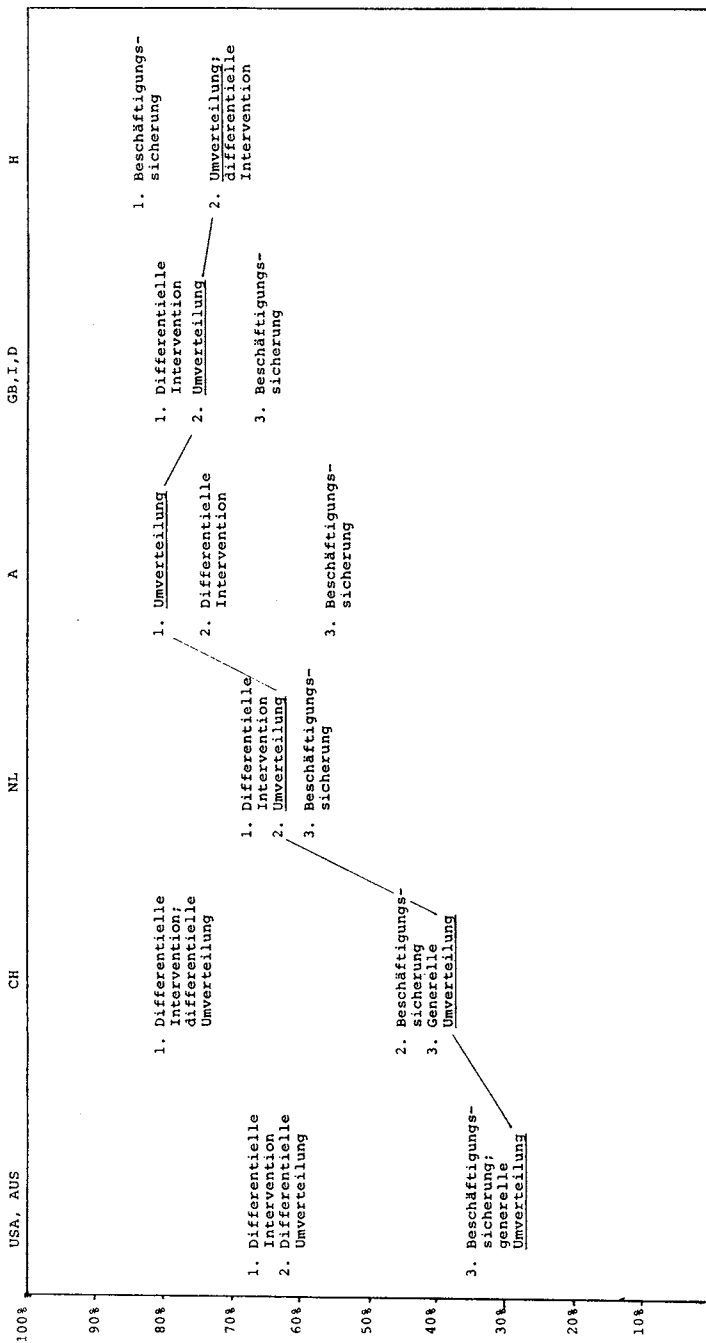 USA, AUS
CH
NL
A
GB,I,D
H
100%
90%
80%
70%
60%
50%
40%
30%
20%
10%
1. Differentielle
Intervention
2. Differentielle
Umverteilung
3. Beschäftigungs-
sicherung;
generelle
Umverteilung
1. Differentielle
Intervention;
differentielle
Umverteilung
2. Beschäftigungs-
sicherung
3. Generelle
Umverteilung
1. Differentielle
Intervention
2. Umverteilung
3. Beschäftigungs-
sicherung
1. Umverteilung
2. Differentielle
Intervention
3. Beschäftigungs-
sicherung
1. Differentielle
Intervention
2. Umverteilung
3. Beschäftigungs-
sicherung
1. Beschäftigungs-
sicherung
2. Umverteilung;
differentielle
Intervention